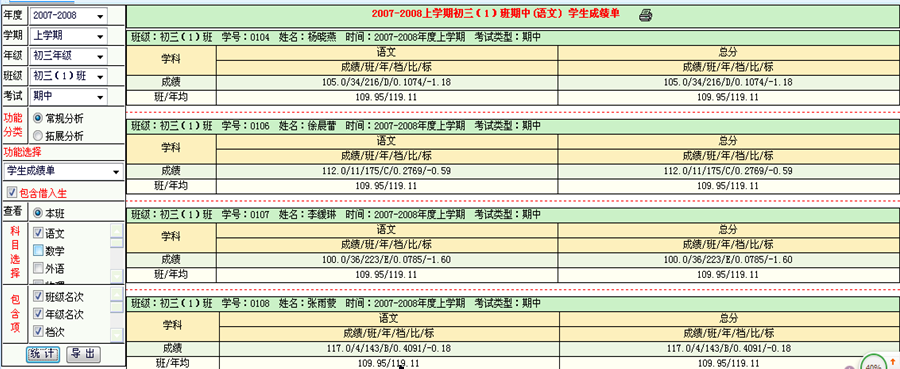 年度 2007-2008
学期 上学期
年级 初三年级
班级 初三(1)班
考试 期中
功能分类 常规分析
拓展分析
功能选择
学生成绩单
包含借入生
查看 本班
科目选择
语文
数学
外语
包含项
班级名次
年级名次
档次
统计 导出
2007-2008上学期初三(1)班期中(语文) 学生成绩单
班级:初三(1)班 学号:0104 姓名:杨晓燕 时间:2007-2008年度上学期 考试类型:期中
学科 语文 总分
成绩/班/年/档/比/标 成绩/班/年/档/比/标
成绩 105.0/34/216/D/0.1074/-1.18 105.0/34/216/D/0.1074/-1.18
班/年均 109.95/119.11 109.95/119.11
班级:初三(1)班 学号:0106 姓名:徐晨蕾 时间:2007-2008年度上学期 考试类型:期中
学科 语文 总分
成绩/班/年/档/比/标 成绩/班/年/档/比/标
成绩 112.0/11/175/C/0.2769/-0.59 112.0/11/175/C/0.2769/-0.59
班/年均 109.95/119.11 109.95/119.11
班级:初三(1)班 学号:0107 姓名:李缓琳 时间:2007-2008年度上学期 考试类型:期中
学科 语文 总分
成绩/班/年/档/比/标 成绩/班/年/档/比/标
成绩 100.0/36/223/E/0.0785/-1.60 100.0/36/223/E/0.0785/-1.60
班/年均 109.95/119.11 109.95/119.11
班级:初三(1)班 学号:0108 姓名:张雨萱 时间:2007-2008年度上学期 考试类型:期中
学科 语文 总分
成绩/班/年/档/比/标 成绩/班/年/档/比/标
成绩 117.0/4/143/B/0.4091/-0.18 117.0/4/143/B/0.4091/-0.18
班/年均 109.95/119.11 109.95/119.11
40%